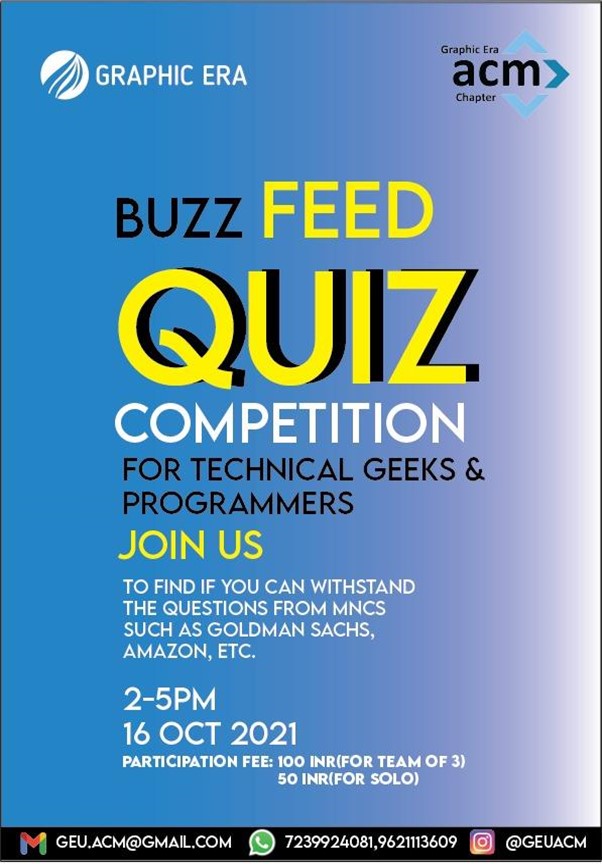 GRAPHIC ERA
Graphic Era
acm
Chapter
BUZZ FEED
QUIZ
COMPETITION
FOR TECHNICAL GEEKS &
PROGRAMMERS
JOIN US
TO FIND IF YOU CAN WITHSTAND
THE QUESTIONS FROM MNCS
SUCH AS GOLDMAN SACHS,
AMAZON, ETC.
2-5PM
16 OCT 2021
PARTICIPATION FEE: 100 INR(FOR TEAM OF 3)
50 INR(FOR SOLO)
GEU.ACM@GMAIL.COM 7239924081,9621113609 @GEUACM